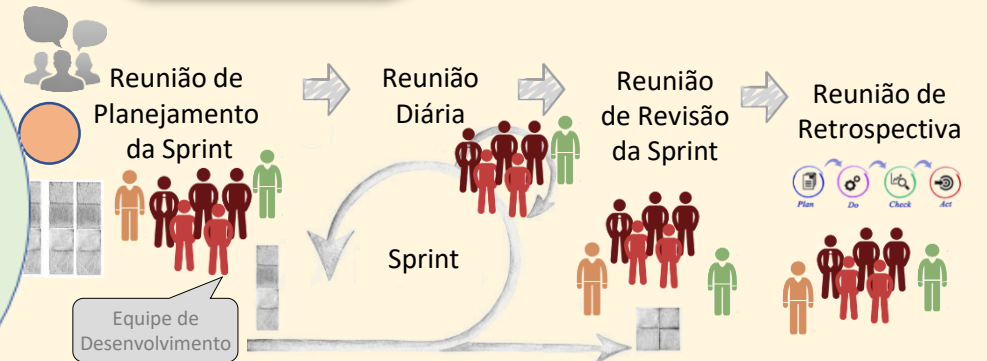 Reunião de
Planejamento
da Sprint
Reunião
Diária
Reunião
de Revisão
da Sprint
Reunião de
Retrospectiva
Plan
Do
Check
Act
Sprint
Equipe de
Desenvolvimento